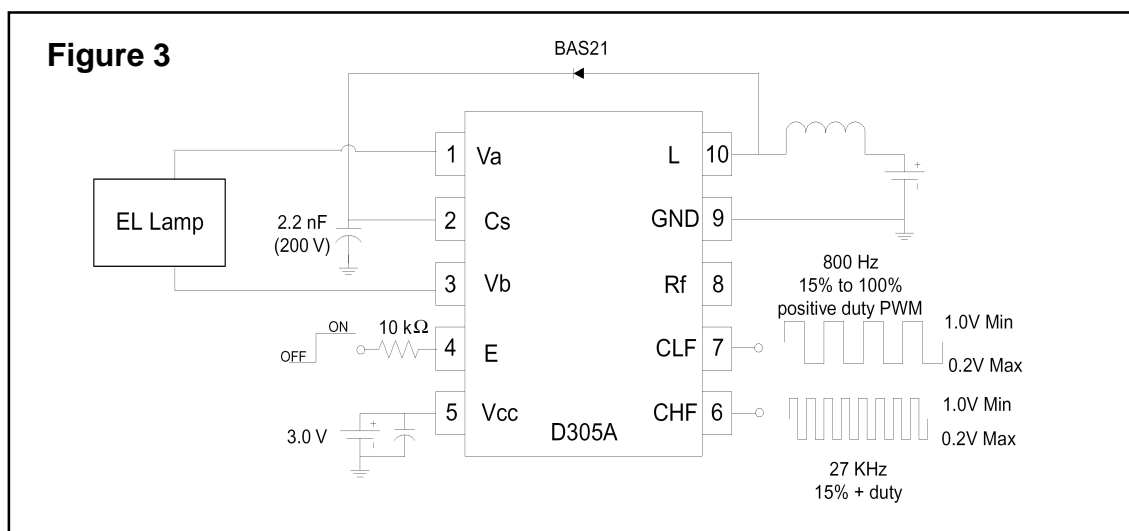 Figure 3
BAS21
1 Va
L 10
EL Lamp
2.2 nF
(200 V)
2 Cs
GND 9
3 Vb
Rf 8
800 Hz
15% to 100%
positive duty PWM
OFF
ON
10 kΩ
4 E
CLF 7
1.0V Min
0.2V Max
3.0 V
+
-
5 Vcc
CHF 6
D305A
1.0V Min
0.2V Max
27 KHz
15% + duty
+
-